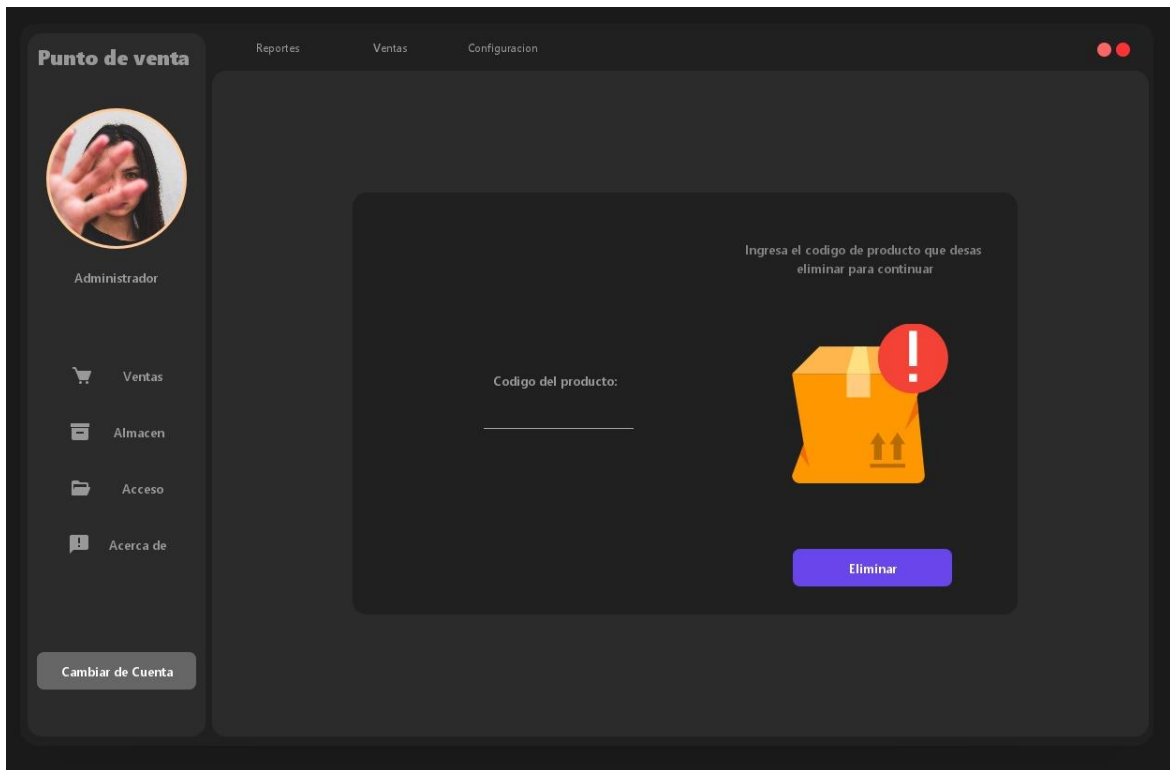 Punto de venta
Reportes
Ventas
Configuracion
Administrador
Ventas
Almacen
Acceso
Acerca de
Cambiar de Cuenta
Codigo del producto:
Ingresa el codigo de producto que desas
eliminar para continuar
Eliminar